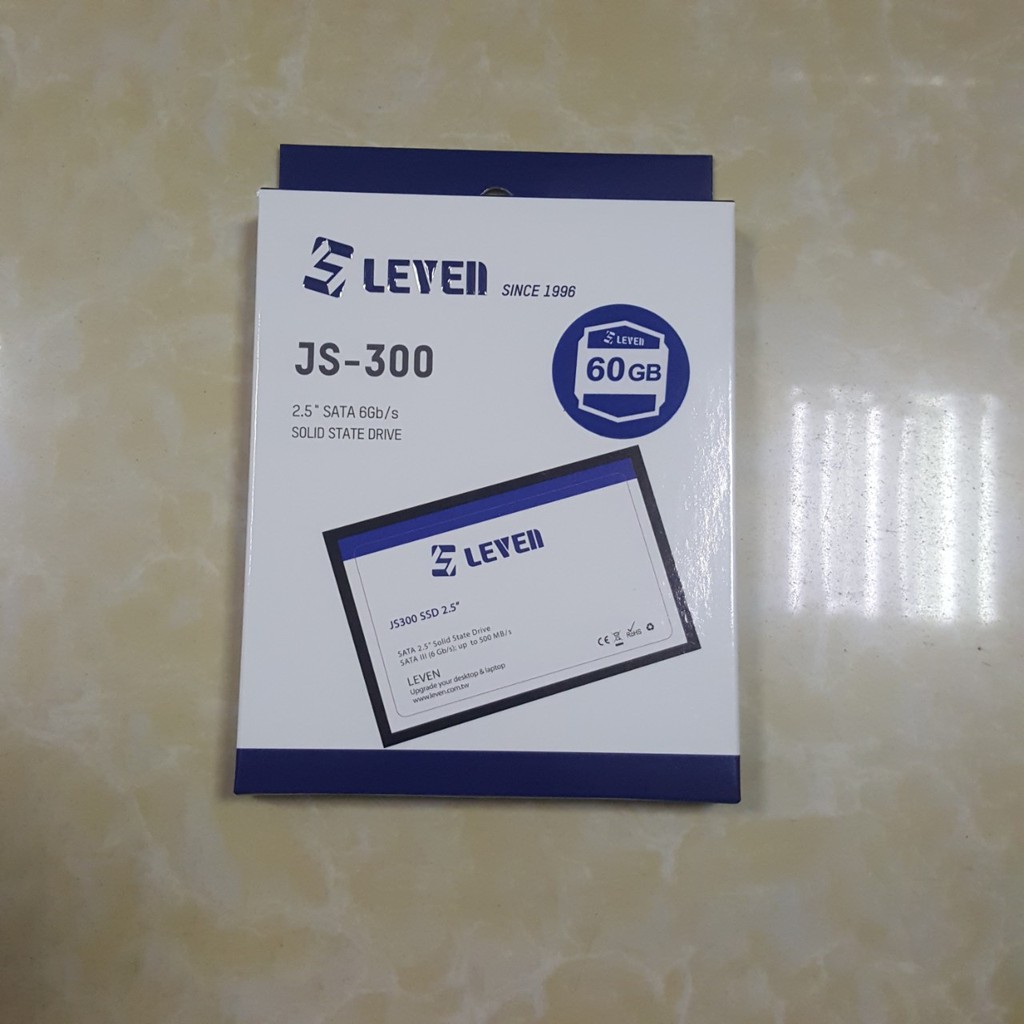 LEVEN SINCE 1996
JS-300
2.5" SATA 6Gb/s
SOLID STATE DRIVE
LEVEN
60GB
LEVEN
JS300 SSD 2.5"
SATA 2.5" Solid State Drive
SATA III (6 Gb/s); up to 500 MB/s
LEVEN
Upgrade your desktop & laptop
www.leven.com.tw
CE RoHS